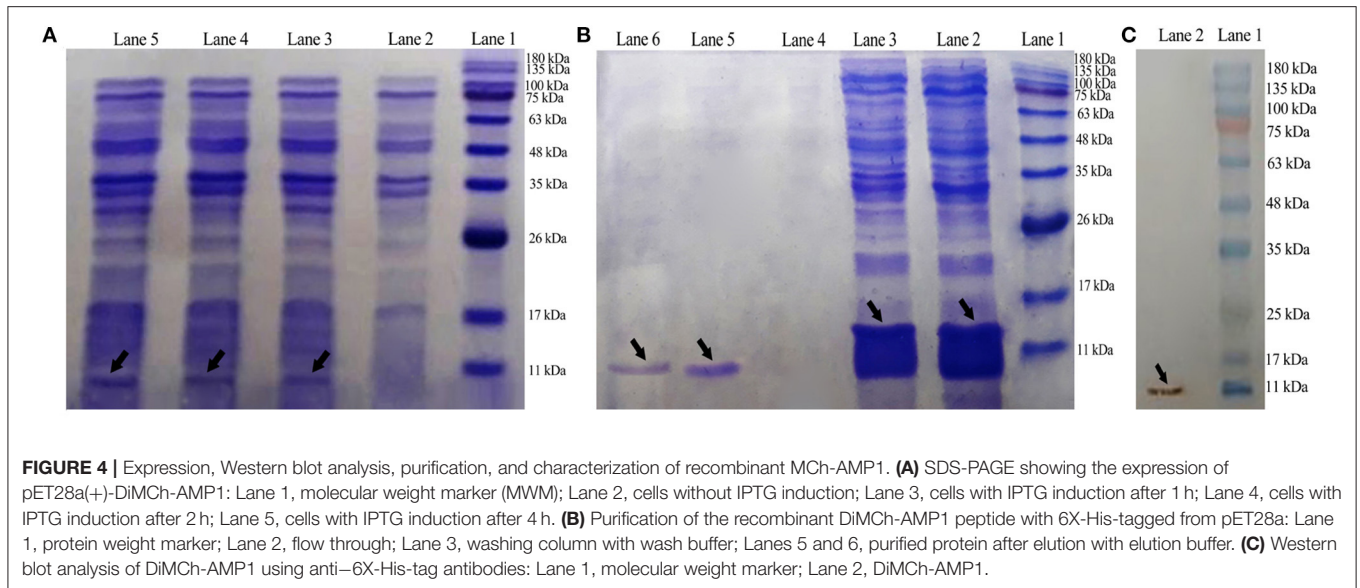 A
Lane 5 Lane 4 Lane 3 Lane 2 Lane 1
180 kDa
135 kDa
100 kDa
75 kDa
63 kDa
48 kDa
35 kDa
26 kDa
17 kDa
11 kDa
B
Lane 6 Lane 5 Lane 4 Lane 3 Lane 2 Lane 1
180 kDa
135 kDa
100 kDa
75 kDa
63 kDa
48 kDa
35 kDa
26 kDa
17 kDa
11 kDa
C
Lane 2 Lane 1
180 kDa
135 kDa
100 kDa
75 kDa
63 kDa
48 kDa
35 kDa
25 kDa
17 kDa
11 kDa
FIGURE 4 | Expression, Western blot analysis, purification, and characterization of recombinant MCh-AMP1. (A) SDS-PAGE showing the expression of
pET28a(+)-DiMCh-AMP1: Lane 1, molecular weight marker (MWM); Lane 2, cells without IPTG induction; Lane 3, cells with IPTG induction after 1 h; Lane 4, cells with
IPTG induction after 2 h; Lane 5, cells with IPTG induction after 4 h. (B) Purification of the recombinant DiMCh-AMP1 peptide with 6X-His-tagged from pET28a: Lane
1, protein weight marker; Lane 2, flow through; Lane 3, washing column with wash buffer; Lanes 5 and 6, purified protein after elution with elution buffer. (C) Western
blot analysis of DiMCh-AMP1 using anti−6X-His-tag antibodies: Lane 1, molecular weight marker; Lane 2, DiMCh-AMP1.